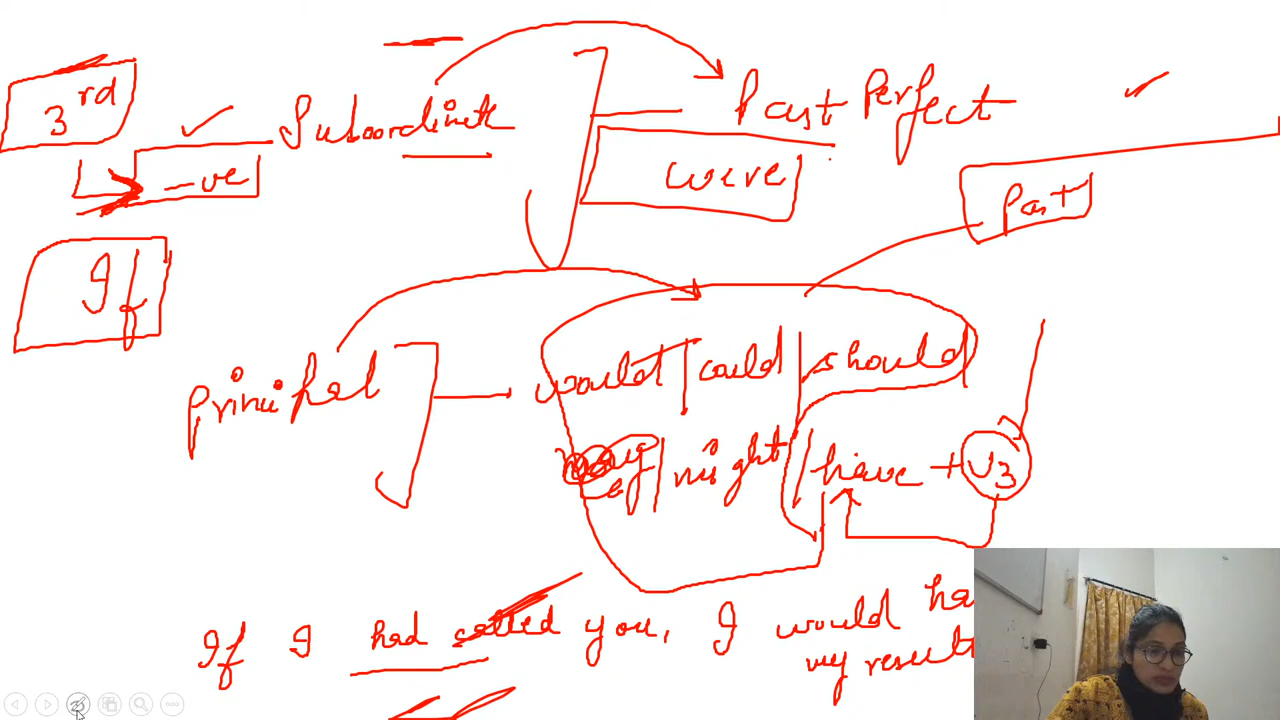 3rd Subordinate Past Perfect
-ve were
Past
If
principal would / could / should
may / might / have + V3
If I had called you, I would ha
my result